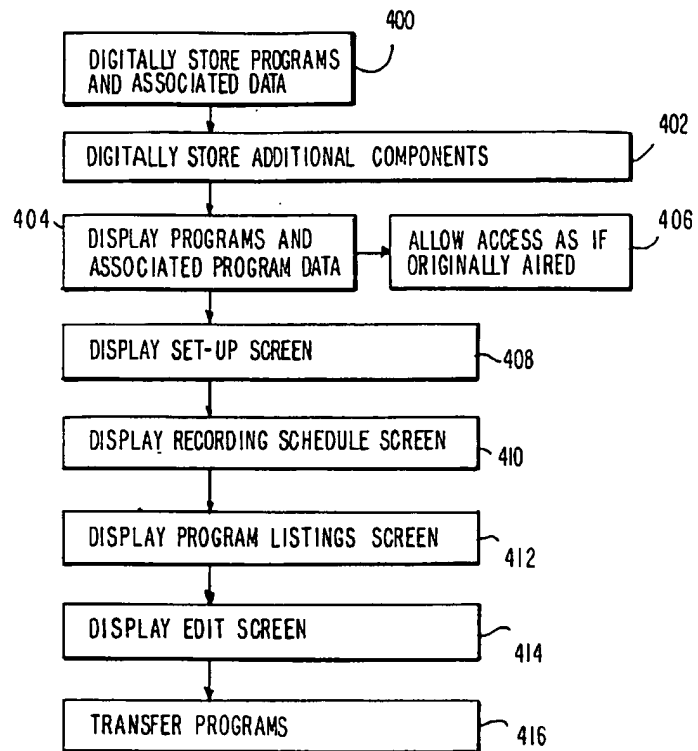 400
DIGITALLY STORE PROGRAMS
AND ASSOCIATED DATA
402
DIGITALLY STORE ADDITIONAL COMPONENTS
404
DISPLAY PROGRAMS AND
ASSOCIATED PROGRAM DATA
406
ALLOW ACCESS AS IF
ORIGINALLY AIRED
DISPLAY SET-UP SCREEN
408
DISPLAY RECORDING SCHEDULE SCREEN
410
DISPLAY PROGRAM LISTINGS SCREEN
412
DISPLAY EDIT SCREEN
414
TRANSFER PROGRAMS
416